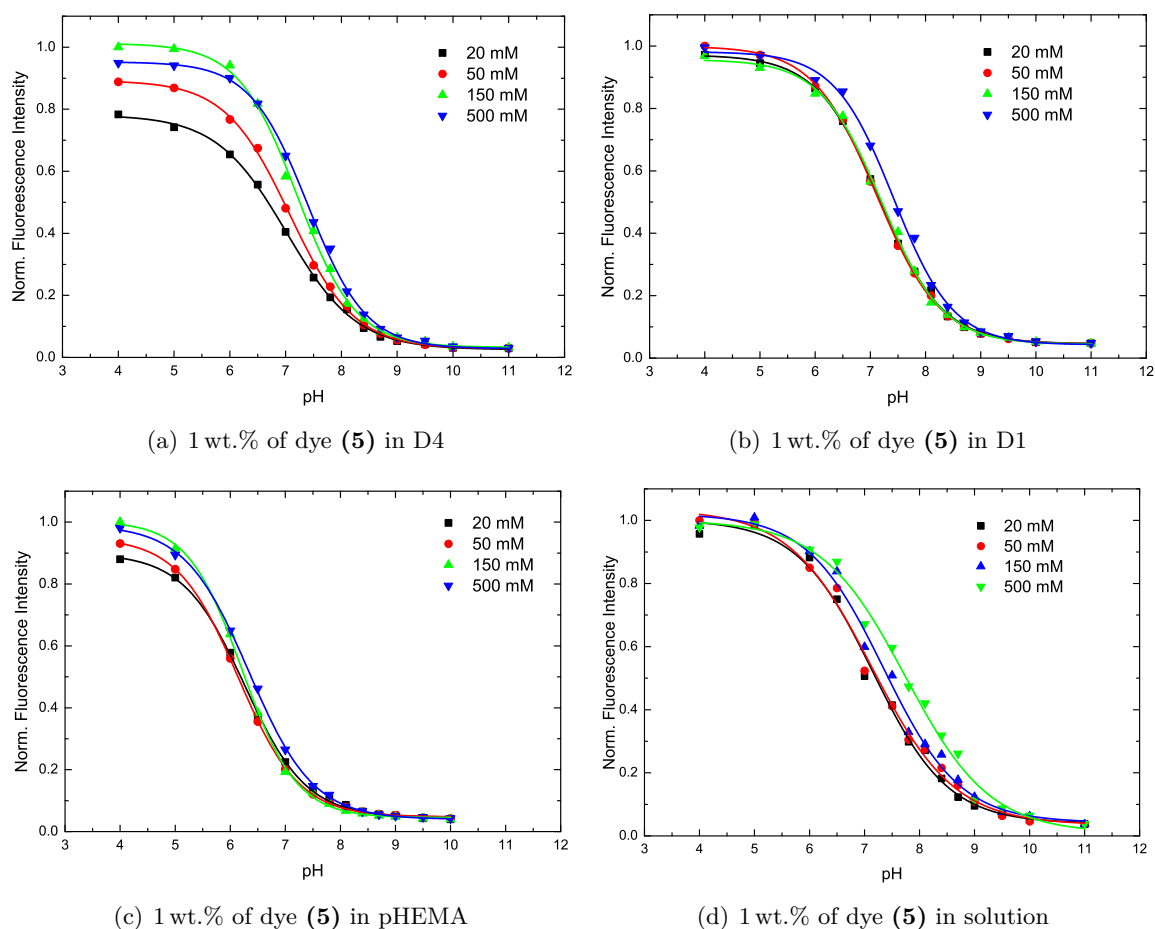 Norm. Fluoreescence Intensity
1.0
0.8
0.6
0.4
0.2
0.0
20 mM
50 mM
150 mM
500 mM
3 4 5 6 7 8 9 10 11 12
pH
(a) 1 wt.% of dye (5) in D4
Norm. Fluorescence Intensity
1.0
0.8
0.6
0.4
0.2
0.0
20 mM
50 mM
150 mM
500 mM
3 4 5 6 7 8 9 10 11 12
pH
(b) 1 wt.% of dye (5) in D1
Norm. Fluorescence Intensity
1.0
0.8
0.6
0.4
0.2
0.0
20 mM
50 mM
150 mM
500 mM
3 4 5 6 7 8 9 10 11 12
pH
(c) 1 wt.% of dye (5) in pHEMA
Norm. Fluorescence Intensity
1.0
0.8
0.6
0.4
0.2
0.0
20 mM
50 mM
150 mM
500 mM
3 4 5 6 7 8 9 10 11 12
pH
(d) 1 wt.% of dye (5) in solution